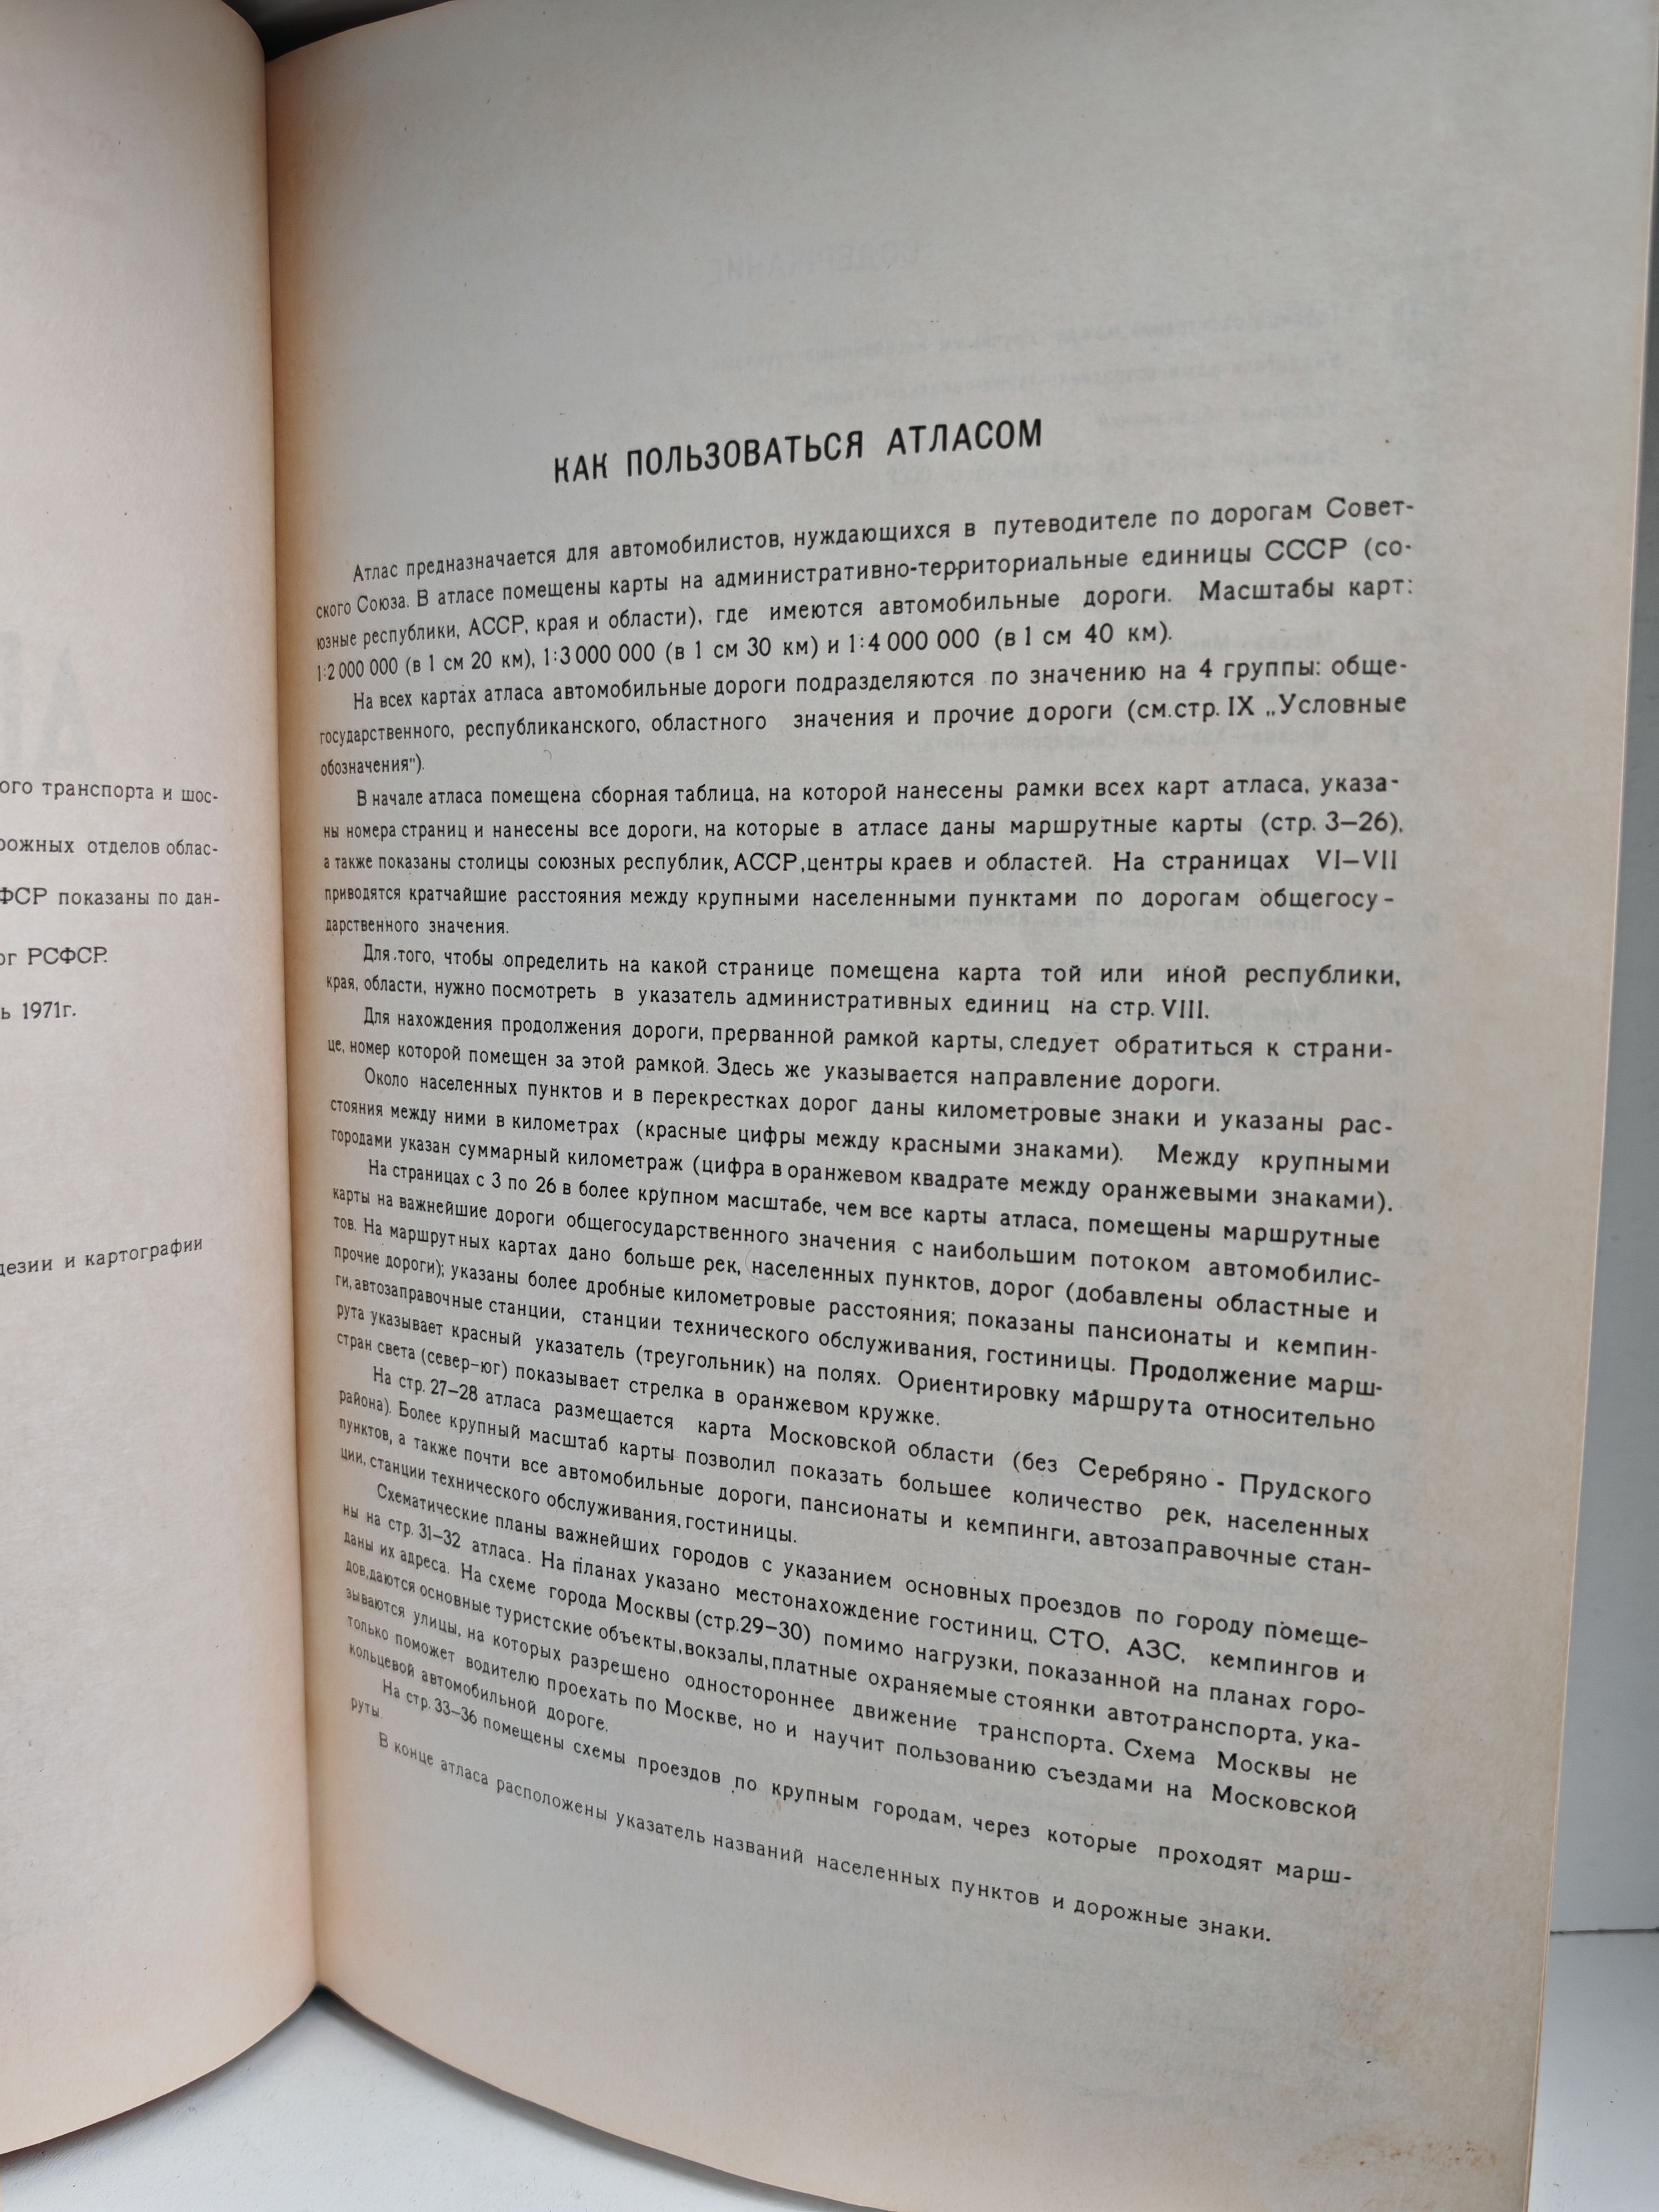 ого транспорта и шос-
рожных отделов облас-
ФСР показаны по дан-
ог РСФСР.
ь 1971г.
дезии и картографии
КАК ПОЛЬЗОВАТЬСЯ АТЛАСОМ
Атлас предназначается для автомобилистов, нуждающихся в путеводителе по дорогам Совет-
ского Союза. В атласе помещены карты на административно-территориальные единицы СССР (со-
юзные республики, АССР, края и области), где имеются автомобильные дороги. Масштабы карт:
1:2 000 000 (в 1 см 20 км), 1:3 000 000 (в 1 см 30 км) и 1:4 000 000 (в 1 см 40 км).
На всех картах атласа автомобильные дороги подразделяются по значению на 4 группы: обще-
государственного, республиканского, областного значения и прочие дороги (см.стр. IX „Условные
обозначения").
В начале атласа помещена сборная таблица, на которой нанесены рамки всех карт атласа, указа-
ны номера страниц и нанесены все дороги, на которые в атласе даны маршрутные карты (стр. 3–26),
а также показаны столицы союзных республик, АССР, центры краев и областей. На страницах VI–VII
приводятся кратчайшие расстояния между крупными населенными пунктами по дорогам общегосу-
дарственного значения.
Для того, чтобы определить на какой странице помещена карта той или иной республики,
края, области, нужно посмотреть в указатель административных единиц на стр. VIII.
Для нахождения продолжения дороги, прерванной рамкой карты, следует обратиться к страни-
це, номер которой помещен за этой рамкой. Здесь же указывается направление дороги.
Около населенных пунктов и в перекрестках дорог даны километровые знаки и указаны рас-
стояния между ними в километрах (красные цифры между красными знаками). Между крупными
городами указан суммарный километраж (цифра в оранжевом квадрате между оранжевыми знаками).
На страницах с 3 по 26 в более крупном масштабе, чем все карты атласа, помещены маршрутные
карты на важнейшие дороги общегосударственного значения с наибольшим потоком автомобилис-
тов. На маршрутных картах дано больше рек, населенных пунктов, дорог (добавлены областные и
прочие дороги); указаны более дробные километровые расстояния; показаны пансионаты и кемпин-
ги, автозаправочные станции, станции технического обслуживания, гостиницы. Продолжение марш-
рута указывает красный указатель (треугольник) на полях. Ориентировку маршрута относительно
стран света (север–юг) показывает стрелка в оранжевом кружке.
На стр. 27–28 атласа размещается карта Московской области (без Серебряно - Прудского
района). Более крупный масштаб карты позволил показать большее количество рек, населенных
пунктов, а также почти все автомобильные дороги, пансионаты и кемпинги, автозаправочные стан-
ции, станции технического обслуживания, гостиницы.
Схематические планы важнейших городов с указанием основных проездов по городу помеще-
ны на стр. 31–32 атласа. На планах указано местонахождение гостиниц, СТО, АЗС, кемпингов и
даны их адреса. На схеме города Москвы (стр.29–30) помимо нагрузки, показанной на планах горо-
дов, даются основные туристские объекты, вокзалы, платные охраняемые стоянки автотранспорта, ука-
зываются улицы, на которых разрешено одностороннее движение транспорта. Схема Москвы не
только поможет водителю проехать по Москве, но и научит пользованию съездами на Московской
кольцевой автомобильной дороге.
На стр. 33–36 помещены схемы проездов по крупным городам, через которые проходят марш-
руты.
В конце атласа расположены указатель названий населенных пунктов и дорожные знаки.